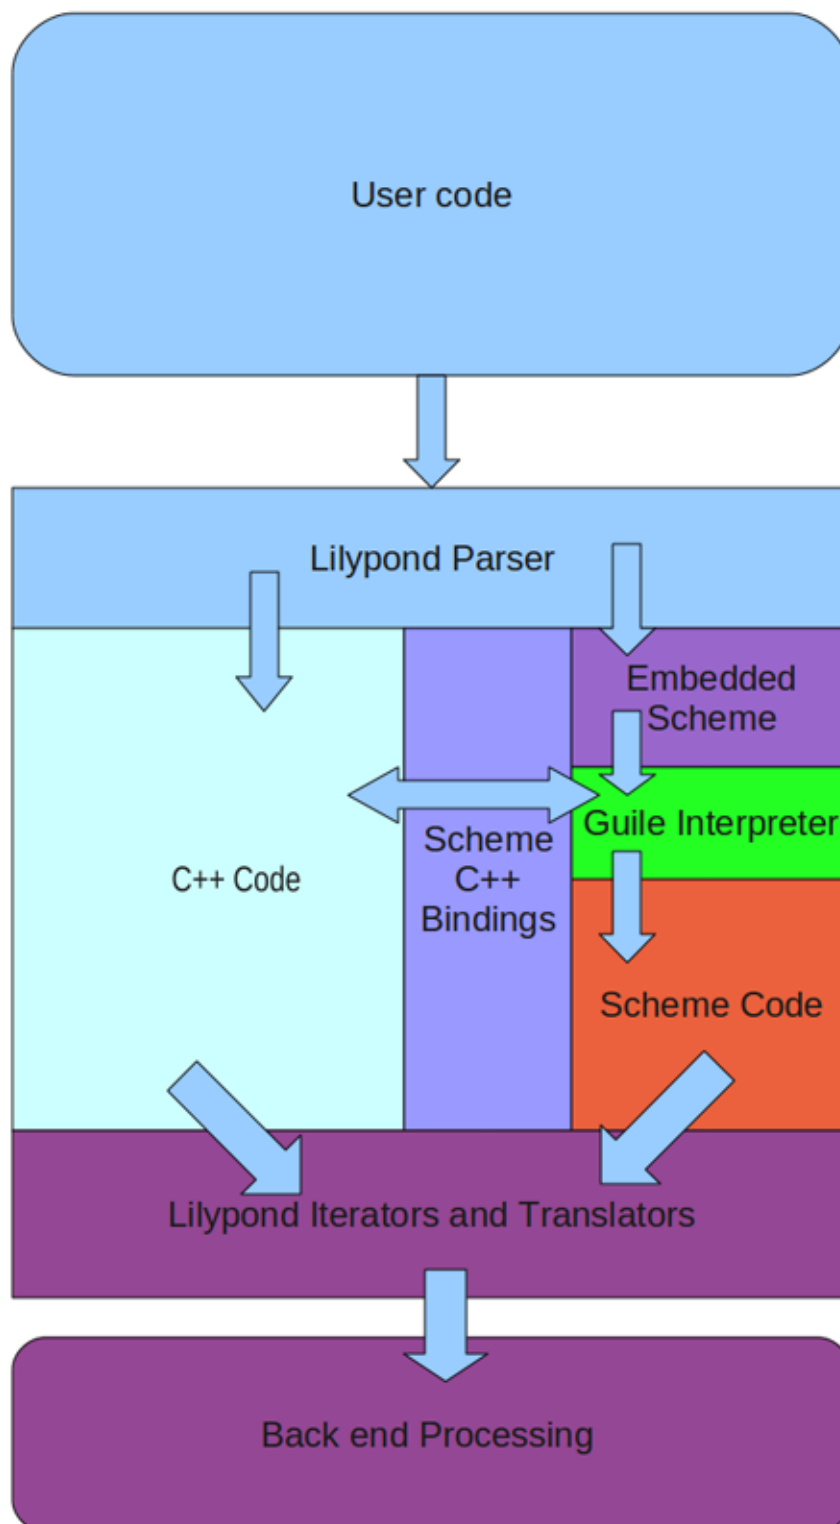 User code
Lilypond Parser
Embedded
Scheme
Guile Interpreter
Scheme
C++
Bindings
C++ Code
Scheme Code
Lilypond Iterators and Translators
Back end Processing